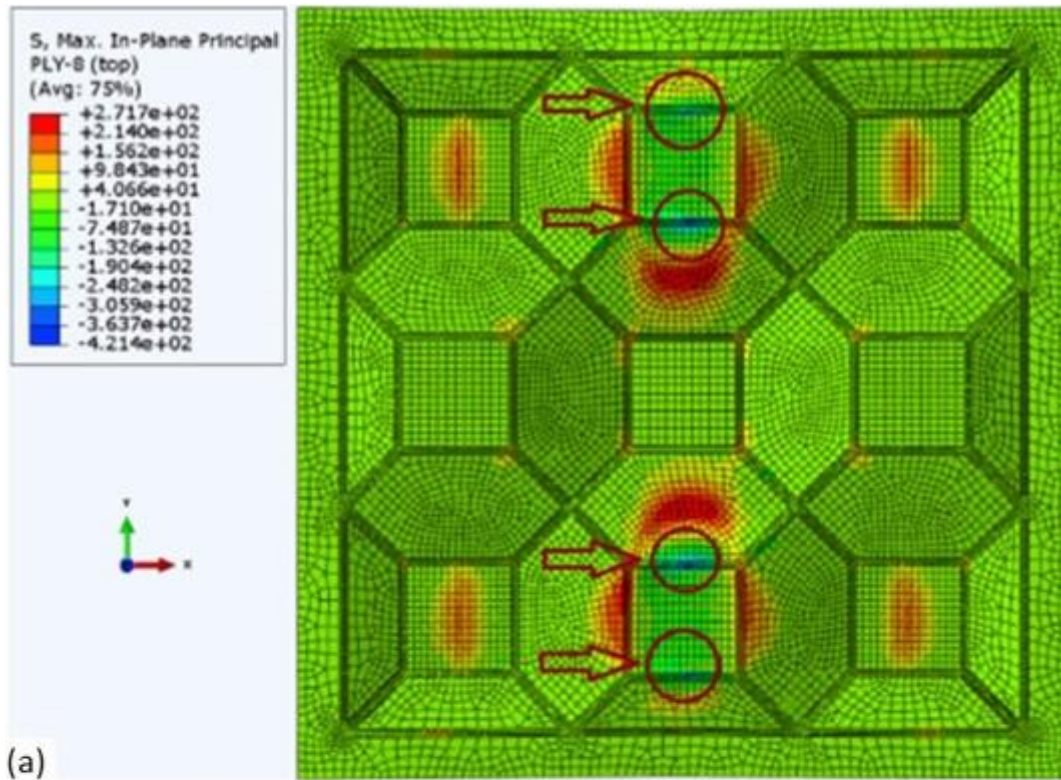 S, Max. In-Plane Principal
PLY-8 (top)
(Avg: 75%)
+2.717e+02
+2.140e+02
+1.562e+02
+9.843e+01
+4.066e+01
-1.710e+01
-7.487e+01
-1.326e+02
-1.904e+02
-2.482e+02
-3.059e+02
-3.637e+02
-4.214e+02
Y
X
(a)